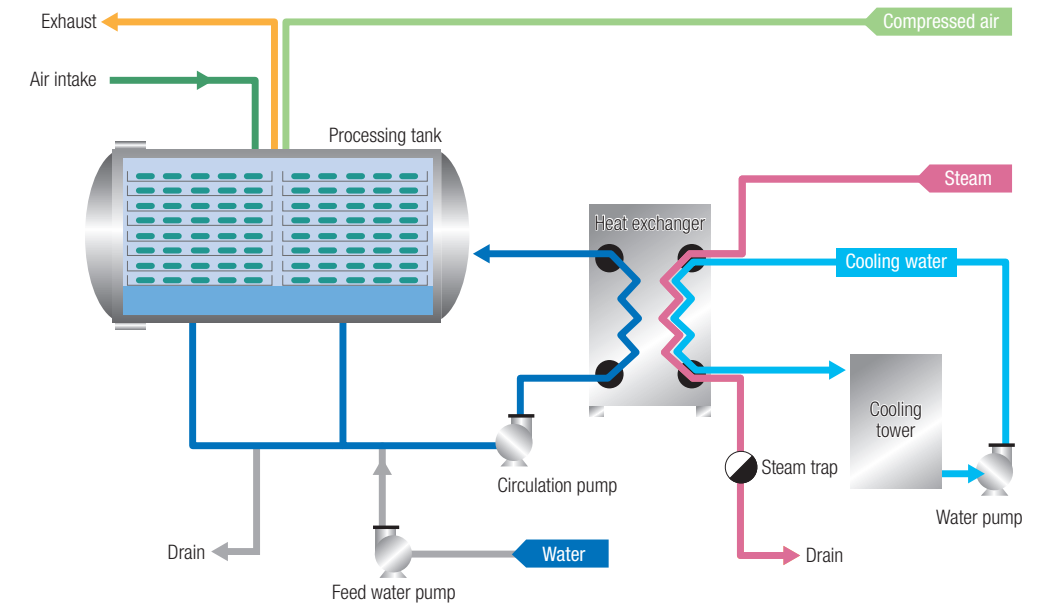 Exhaust
Compressed air
Air intake
Processing tank
Steam
Heat exchanger
Cooling water
Cooling
tower
Steam trap
Circulation pump
Water pump
Drain
Water
Drain
Feed water pump